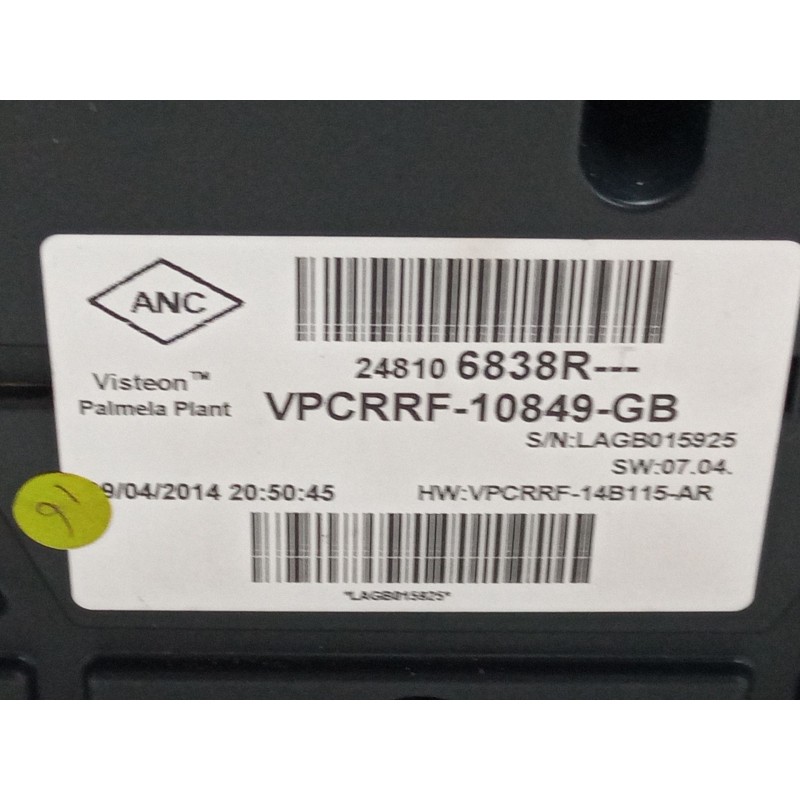 ANC
24810 6838R---
Visteon™
Palmela Plant
VPCRRF-10849-GB
S/N:LAGB015925
SW:07.04.
9/04/2014 20:50:45
HW:VPCRRF-14B115-AR
*LAGB015925*